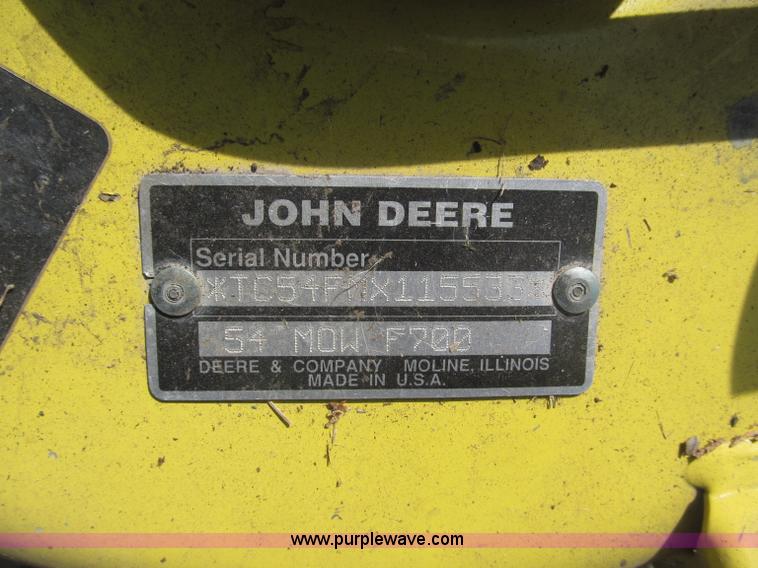 JOHN DEERE
Serial Number
*TC54FMX115533*
54 MOW F700
DEERE & COMPANY MOLINE, ILLINOIS
MADE IN U.S.A.
www.purplewave.com